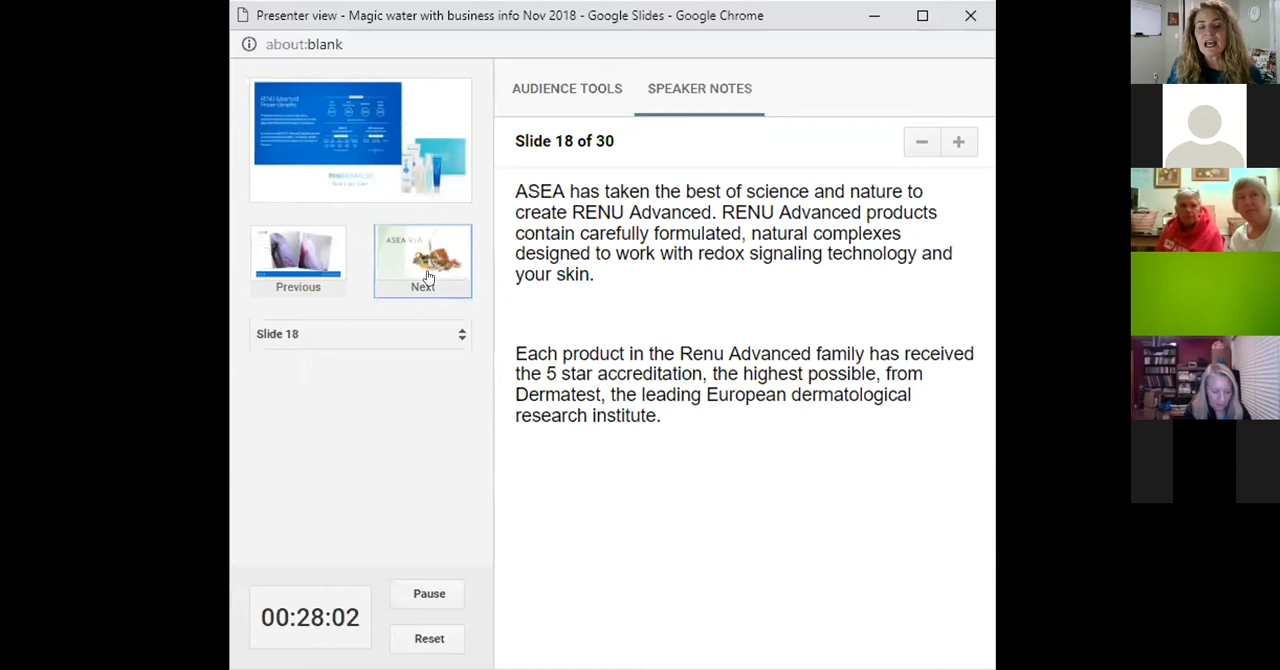 Presenter view - Magic water with business info Nov 2018 - Google Slides - Google Chrome
about:blank
AUDIENCE TOOLS
SPEAKER NOTES
Slide 18 of 30
ASEA has taken the best of science and nature to
create RENU Advanced. RENU Advanced products
contain carefully formulated, natural complexes
designed to work with redox signaling technology and
your skin.
Each product in the Renu Advanced family has received
the 5 star accreditation, the highest possible, from
Dermatest, the leading European dermatological
research institute.
RENU Advanced
ASEA VIA
Previous
Next
Slide 18
00:28:02
Pause
Reset